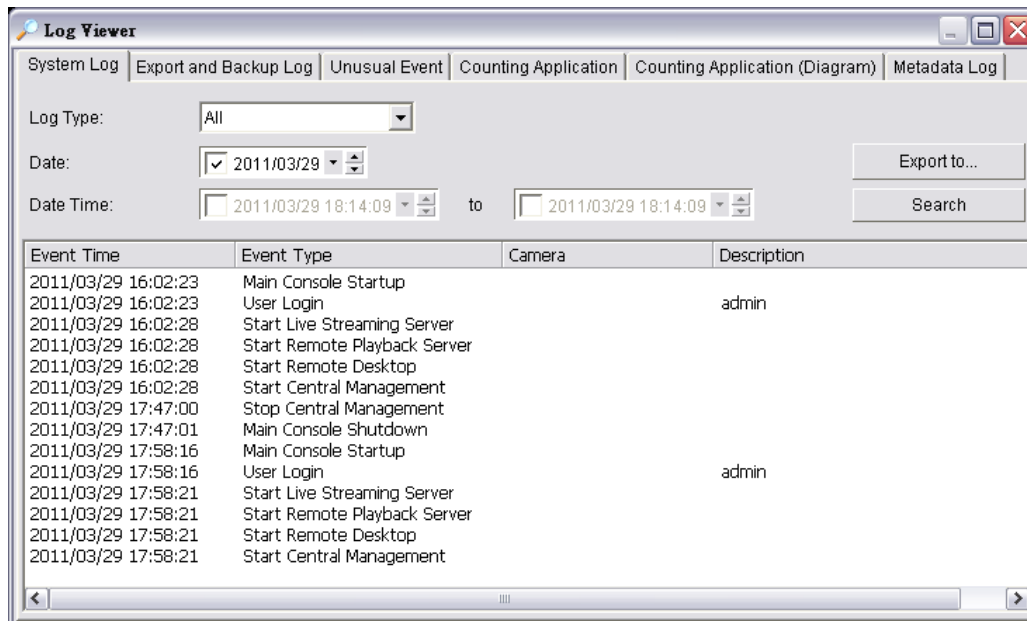 Log Viewer
System Log Export and Backup Log Unusual Event Counting Application Counting Application (Diagram) Metadata Log
Log Type: All
Date: 2011/03/29 Export to...
Date Time: 2011/03/29 18:14:09 to 2011/03/29 18:14:09 Search
Event Time Event Type Camera Description
2011/03/29 16:02:23 Main Console Startup
2011/03/29 16:02:23 User Login admin
2011/03/29 16:02:28 Start Live Streaming Server
2011/03/29 16:02:28 Start Remote Playback Server
2011/03/29 16:02:28 Start Remote Desktop
2011/03/29 16:02:28 Start Central Management
2011/03/29 17:47:00 Stop Central Management
2011/03/29 17:47:01 Main Console Shutdown
2011/03/29 17:58:16 Main Console Startup
2011/03/29 17:58:16 User Login admin
2011/03/29 17:58:21 Start Live Streaming Server
2011/03/29 17:58:21 Start Remote Playback Server
2011/03/29 17:58:21 Start Remote Desktop
2011/03/29 17:58:21 Start Central Management